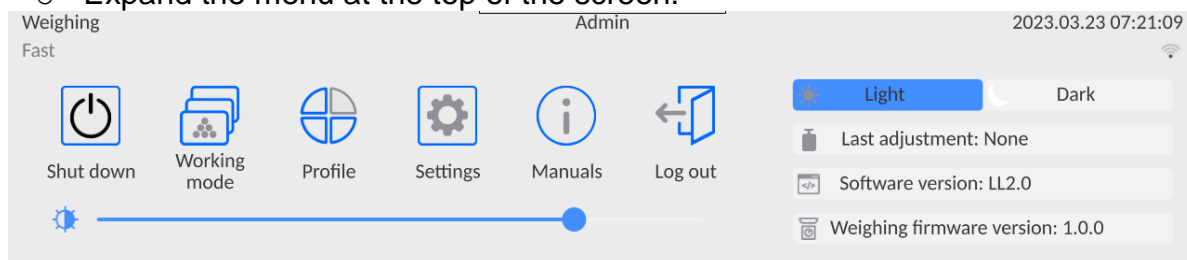 o Expand the menu at the top of the screen.
Weighing Admin 2023.03.23 07:21:09
Fast
Light Dark
Shut down
Working
mode
Profile
Settings
Manuals
Log out
Last adjustment: None
Software version: LL2.0
Weighing firmware version: 1.0.0